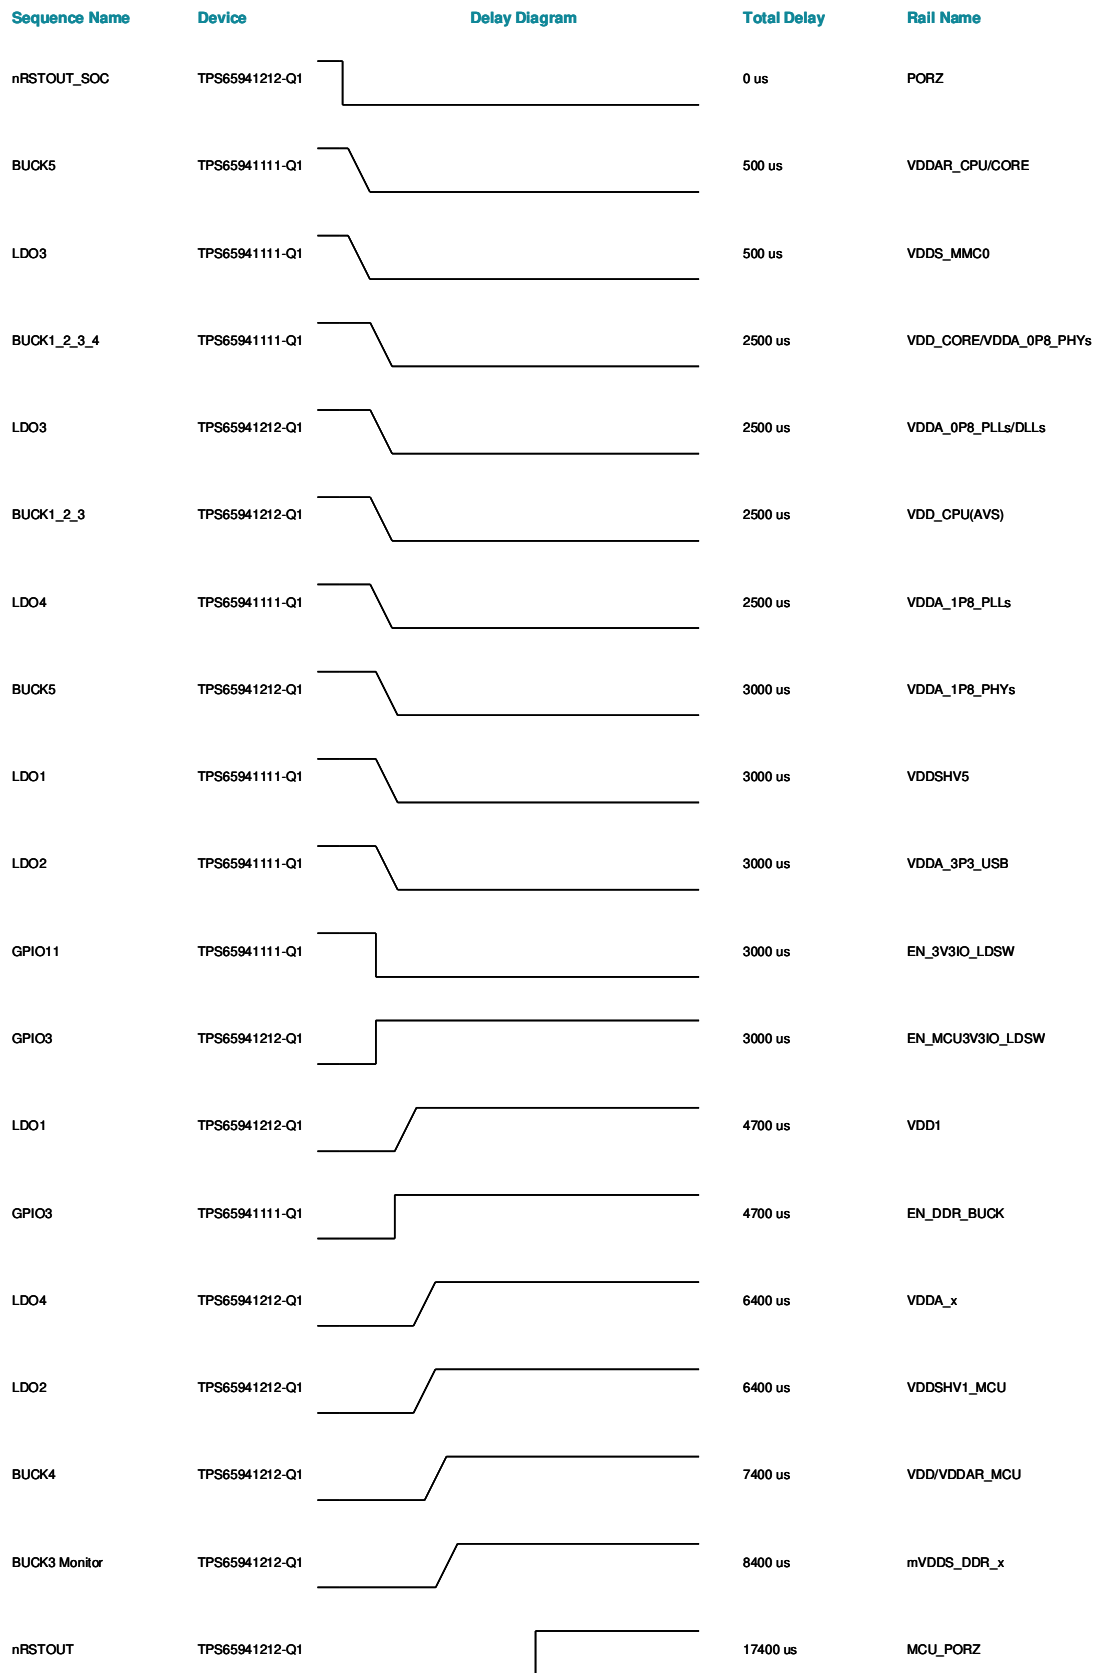 Sequence Name Device Delay Diagram Total Delay Rail Name
nRSTOUT_SOC TPS65941212-Q1 0 us PORZ
BUCK5 TPS65941111-Q1 500 us VDDAR_CPU/CORE
LDO3 TPS65941111-Q1 500 us VDDS_MMC0
BUCK1_2_3_4 TPS65941111-Q1 2500 us VDD_CORE/VDDA_0P8_PHYs
LDO3 TPS65941212-Q1 2500 us VDDA_0P8_PLLs/DLLs
BUCK1_2_3 TPS65941212-Q1 2500 us VDD_CPU(AVS)
LDO4 TPS65941111-Q1 2500 us VDDA_1P8_PLLs
BUCK5 TPS65941212-Q1 3000 us VDDA_1P8_PHYs
LDO1 TPS65941111-Q1 3000 us VDDSHV5
LDO2 TPS65941111-Q1 3000 us VDDA_3P3_USB
GPIO11 TPS65941111-Q1 3000 us EN_3V3IO_LDSW
GPIO3 TPS65941212-Q1 3000 us EN_MCU3V3IO_LDSW
LDO1 TPS65941212-Q1 4700 us VDD1
GPIO3 TPS65941111-Q1 4700 us EN_DDR_BUCK
LDO4 TPS65941212-Q1 6400 us VDDA_x
LDO2 TPS65941212-Q1 6400 us VDDSHV1_MCU
BUCK4 TPS65941212-Q1 7400 us VDD/VDDAR_MCU
BUCK3 Monitor TPS65941212-Q1 8400 us mVDDS_DDR_x
nRSTOUT TPS65941212-Q1 17400 us MCU_PORZ